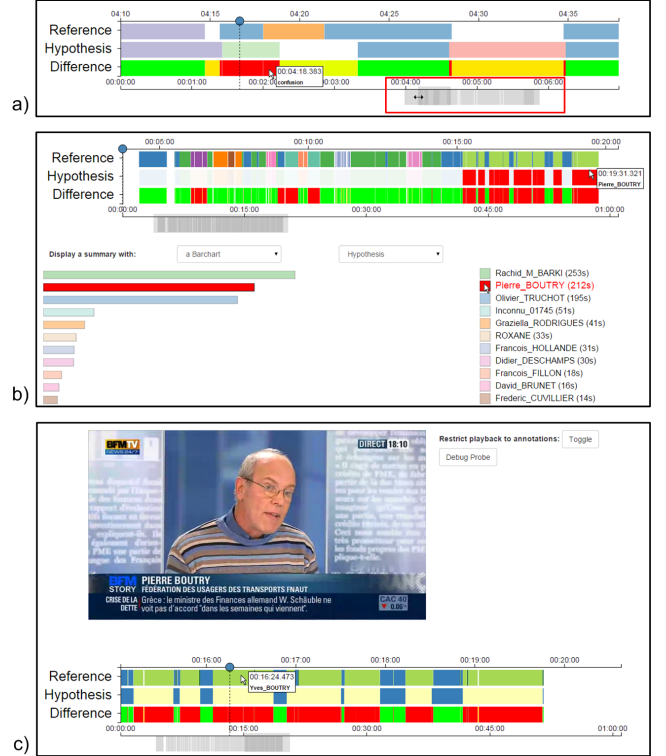 04:10 04:15 04:20 04:25 04:30 04:35
Reference
Hypothesis
Difference
00:04:18.383
confusion
00:00:00 00:01:00 00:02:00 00:03:00 00:04:00 00:05:00 00:06:00
a)
00:05:00 00:10:00 00:15:00 00:20:00
Reference
Hypothesis
Difference
00:19:31.321
Pierre_BOUTRY
00:00:00 00:15:00 00:30:00 00:45:00 01:00:00
Display a summary with: a Barchart Hypothesis
Rachid_M_BARKI (253s)
Pierre_BOUTRY (212s)
Olivier_TRUCHOT (195s)
Inconnu_01745 (51s)
Graziella_RODRIGUES (41s)
ROXANE (33s)
Francois_HOLLANDE (31s)
Didier_DESCHAMPS (30s)
Francois_FILLON (18s)
David_BRUNET (16s)
Frederic_CUVILLIER (14s)
b)
BFMTV
NEWS 24/7
DIRECT 18:10
Restrict playback to annotations: Toggle
Debug Probe
BFM
STORY
PIERRE BOUTRY
FÉDÉRATION DES USAGERS DES TRANSPORTS FNAUT
CRISE DE LA DETTE
Grèce : le ministre des Finances allemand W. Schäuble ne
voit pas d'accord "dans les semaines qui viennent".
CAC 40
0.06%
00:16:00 00:17:00 00:18:00 00:19:00 00:20:00
Reference
Hypothesis
Difference
00:16:24.473
Yves_BOUTRY
00:00:00 00:15:00 00:30:00 00:45:00 01:00:00
c)